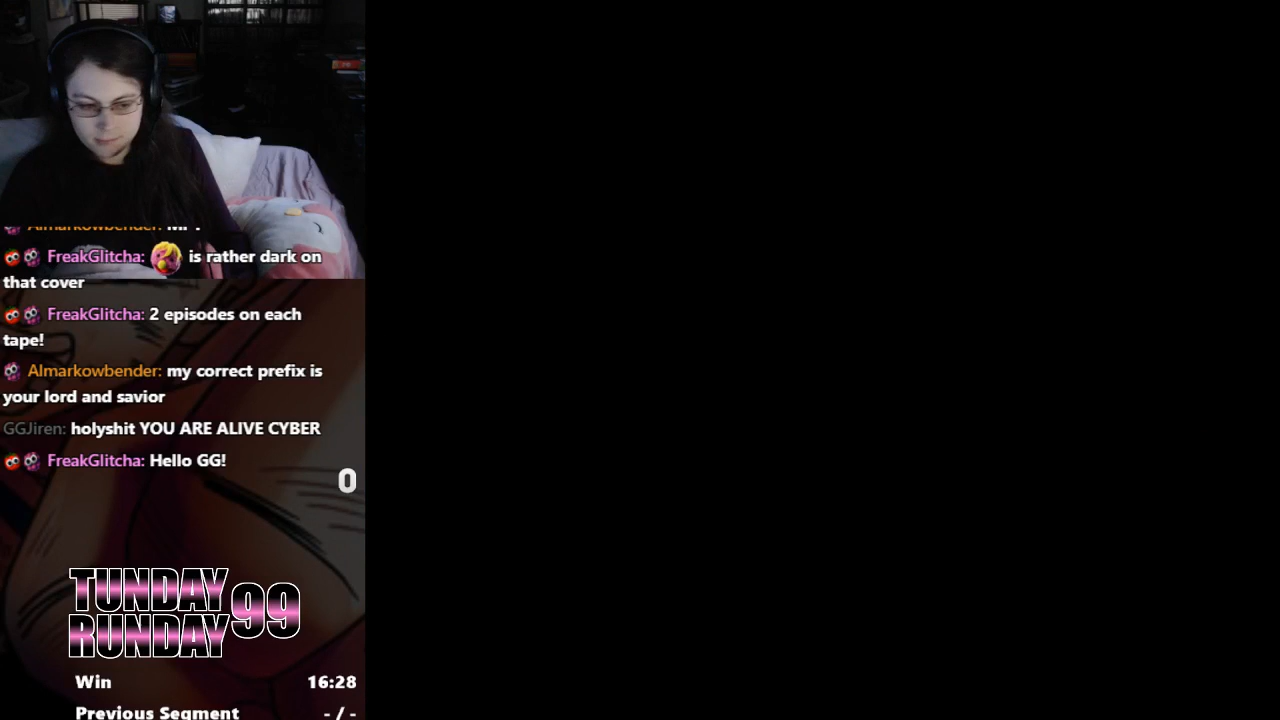 Almarkowbender:
FreakGlitcha: is rather dark on
that cover
FreakGlitcha: 2 episodes on each
tape!
Almarkowbender: my correct prefix is
your lord and savior
GGJiren: holyshit YOU ARE ALIVE CYBER
FreakGlitcha: Hello GG!
0
TUNDAY
RUNDAY 99
Win 16:28
Previous Segment - / -